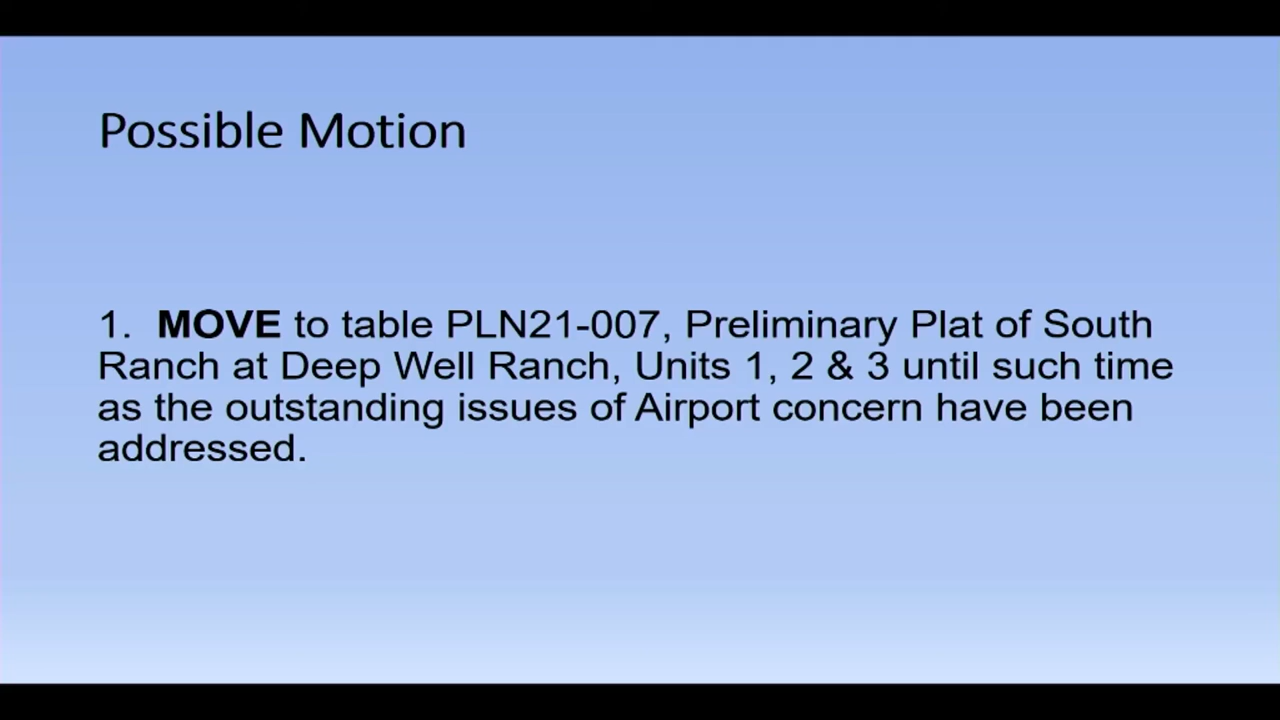 Possible Motion
1. MOVE to table PLN21-007, Preliminary Plat of South
Ranch at Deep Well Ranch, Units 1, 2 & 3 until such time
as the outstanding issues of Airport concern have been
addressed.